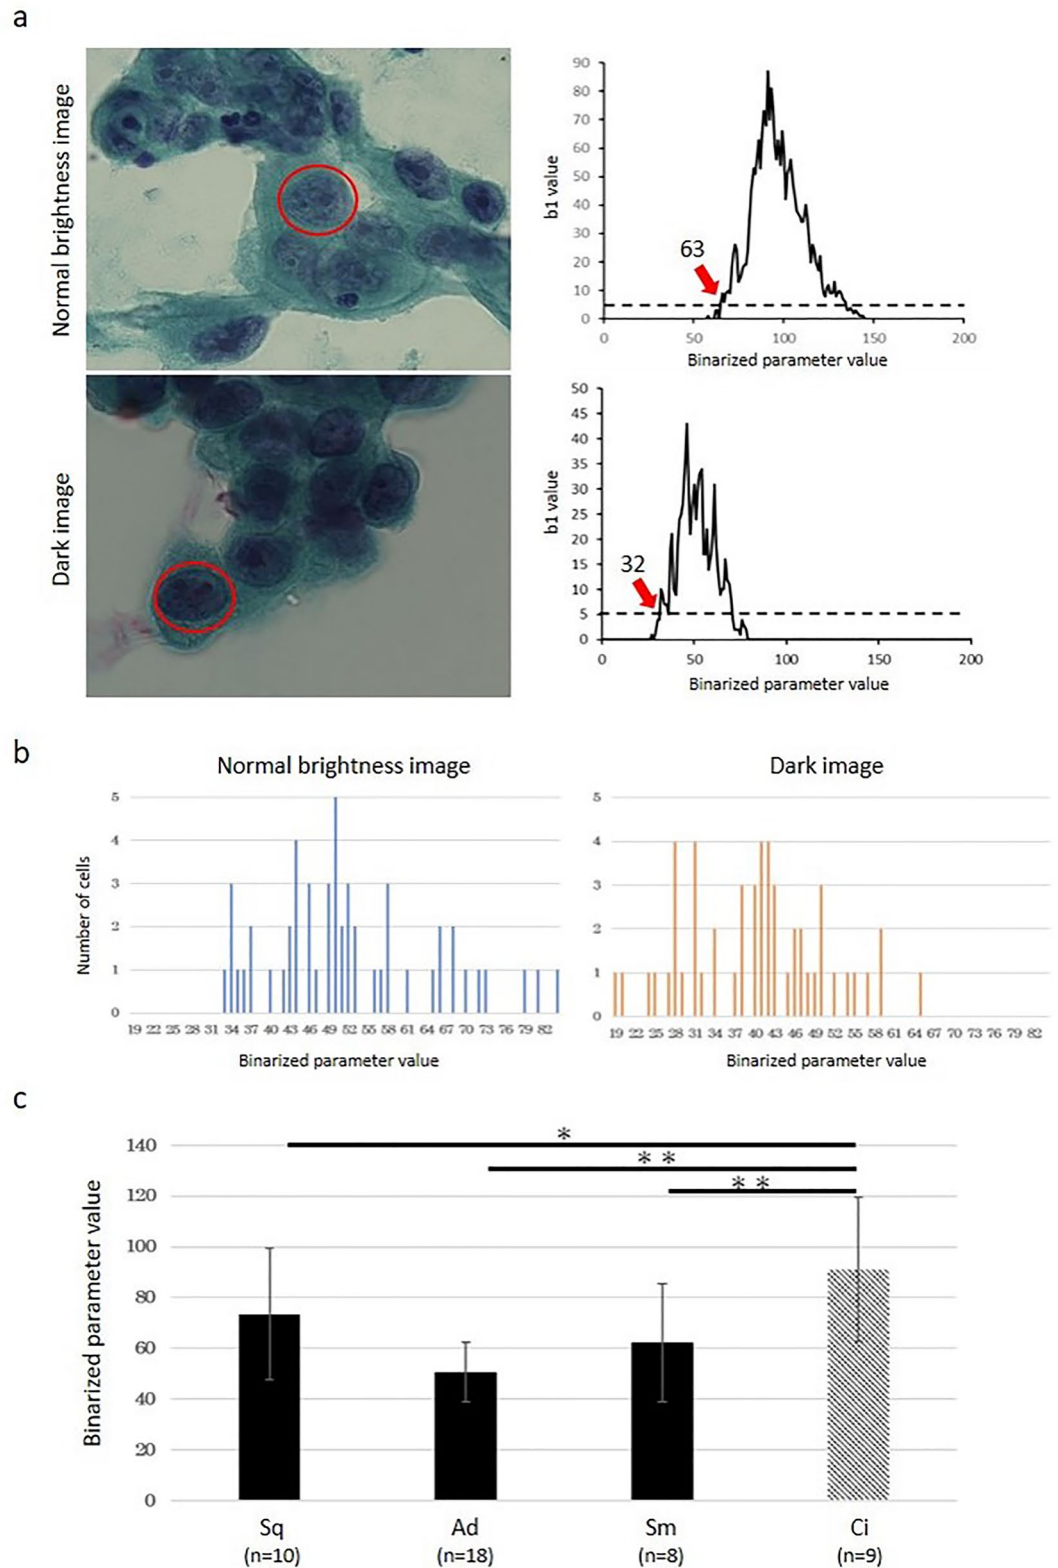 a
Normal brightness image
90
80
70
60
50
40
30
20
10
0
b1 value
63
0 50 100 150 200
Binarized parameter value
Dark image
50
45
40
35
30
25
20
15
10
5
0
b1 value
32
0 50 100 150 200
Binarized parameter value
b
Normal brightness image
5
4
3
2
1
0
Number of cells
19 22 25 28 31 34 37 40 43 46 49 52 55 58 61 64 67 70 73 76 79 82
Binarized parameter value
Dark image
5
4
3
2
1
0
19 22 25 28 31 34 37 40 43 46 49 52 55 58 61 64 67 70 73 76 79 82
Binarized parameter value
c
140
120
100
80
60
40
20
0
Binarized parameter value
*
* *
* *
Sq Ad Sm Ci
(n=10) (n=18) (n=8) (n=9)